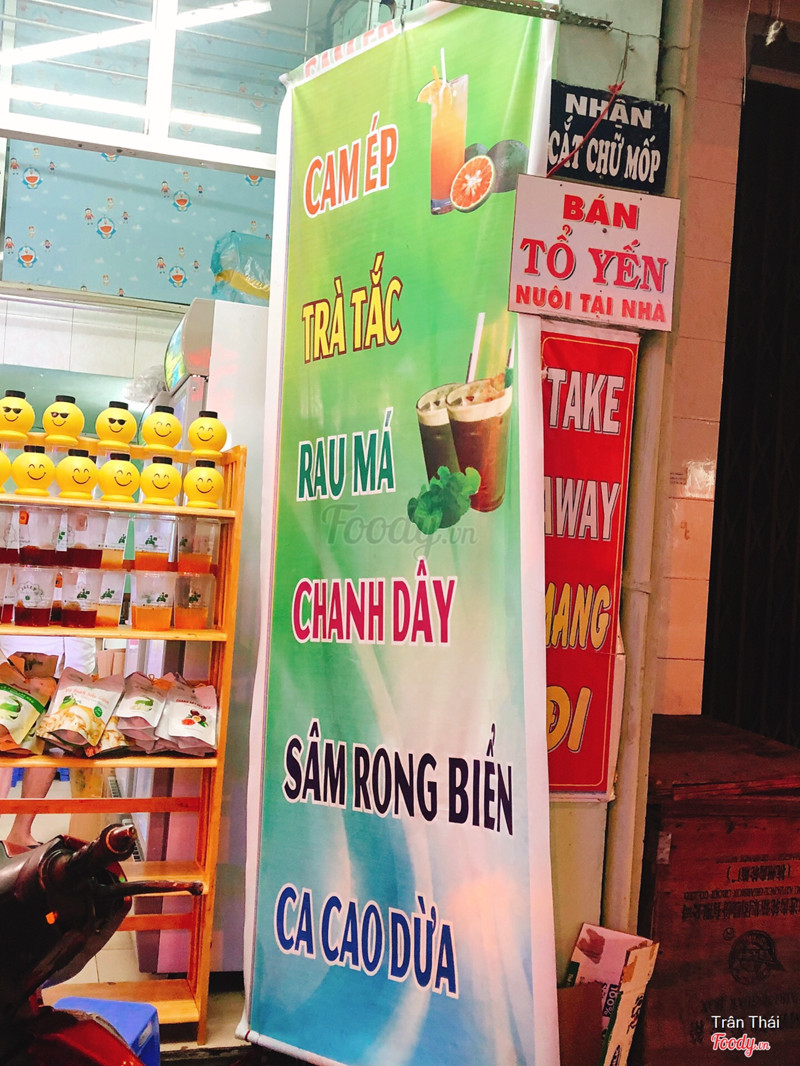 CAM ÉP
TRÀ TẮC
RAU MÁ
CHANH DÂY
SÂM RONG BIỂN
CA CAO DỪA
NHẬN
CẮT CHỮ MỐP
BÁN
TỔ YẾN
NUÔI TẠI NHÀ
TAKE
AWAY
MANG
ĐI
100%
Foody.vn
Trân Thái
Foody.vn